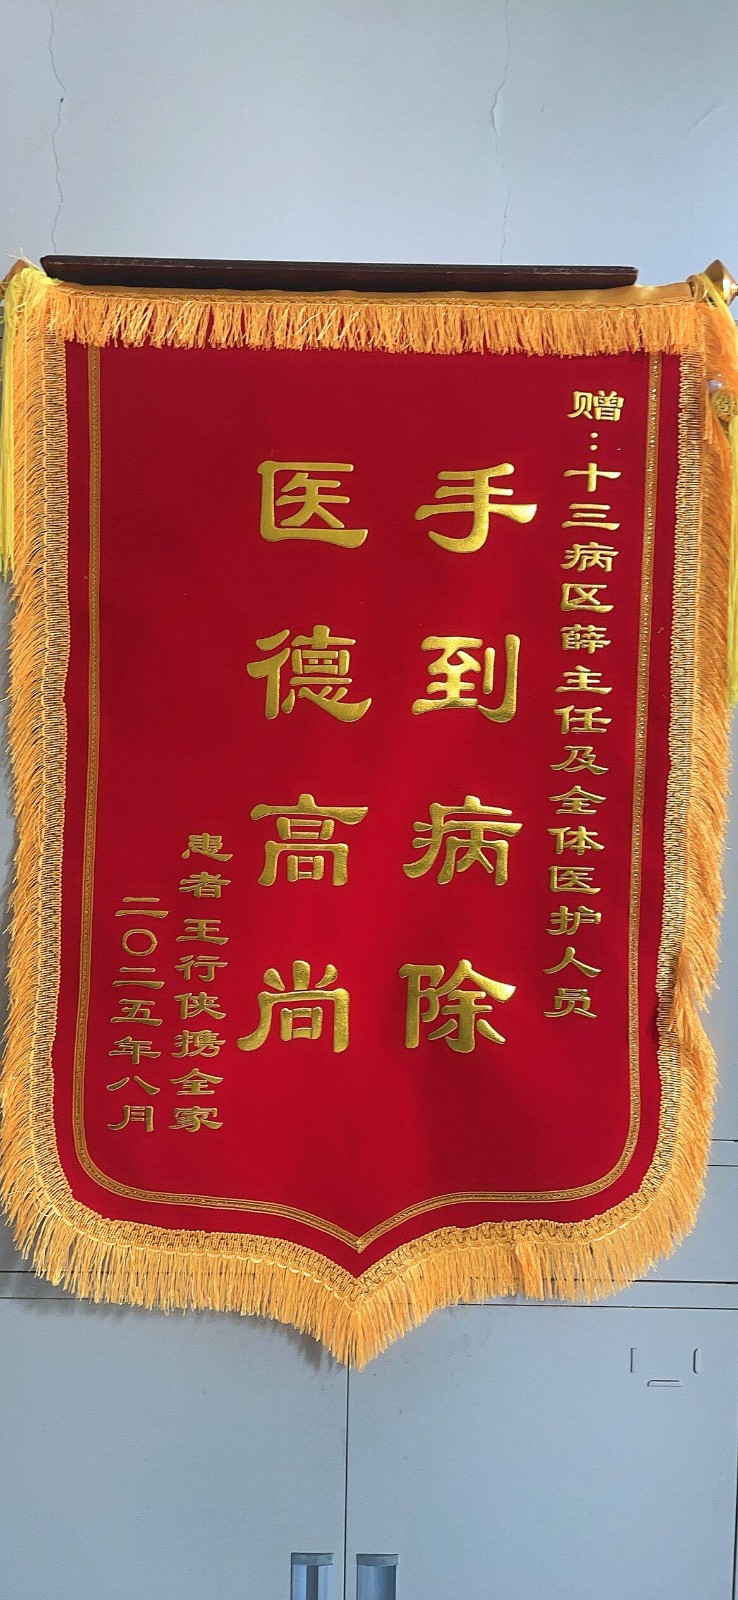 赠：十三病区薛主任及全体医护人员
手到病除
医德高尚
患者王行侠携全家
二〇二五年八月